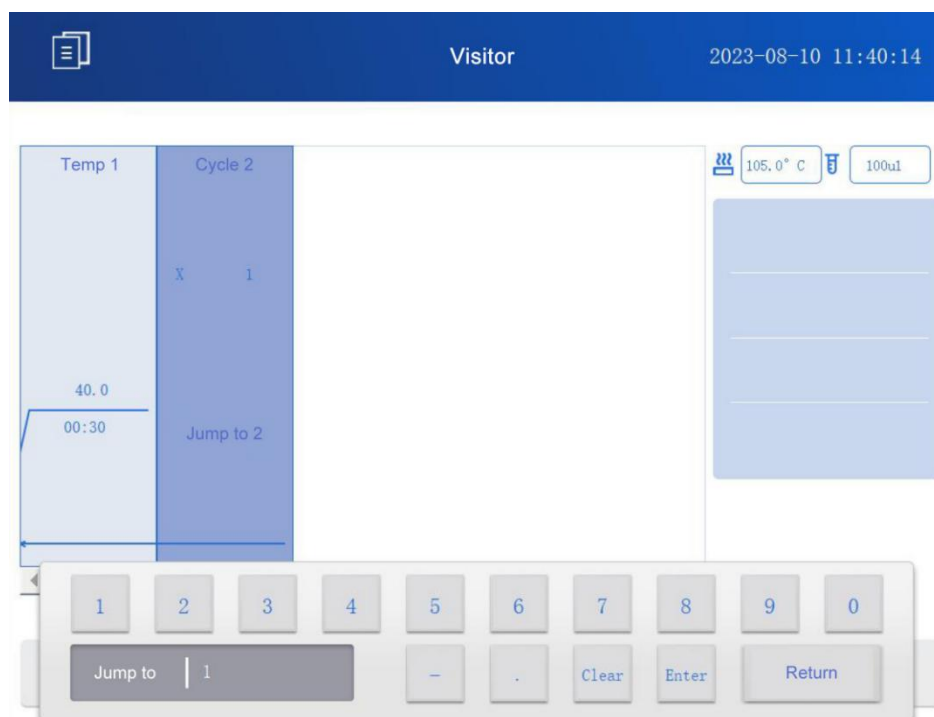 Visitor
2023-08-10 11:40:14
Temp 1
Cycle 2
105.0° C
100ul
X 1
40.0
00:30
Jump to 2
1 2 3 4 5 6 7 8 9 0
Jump to 1
- . Clear Enter Return